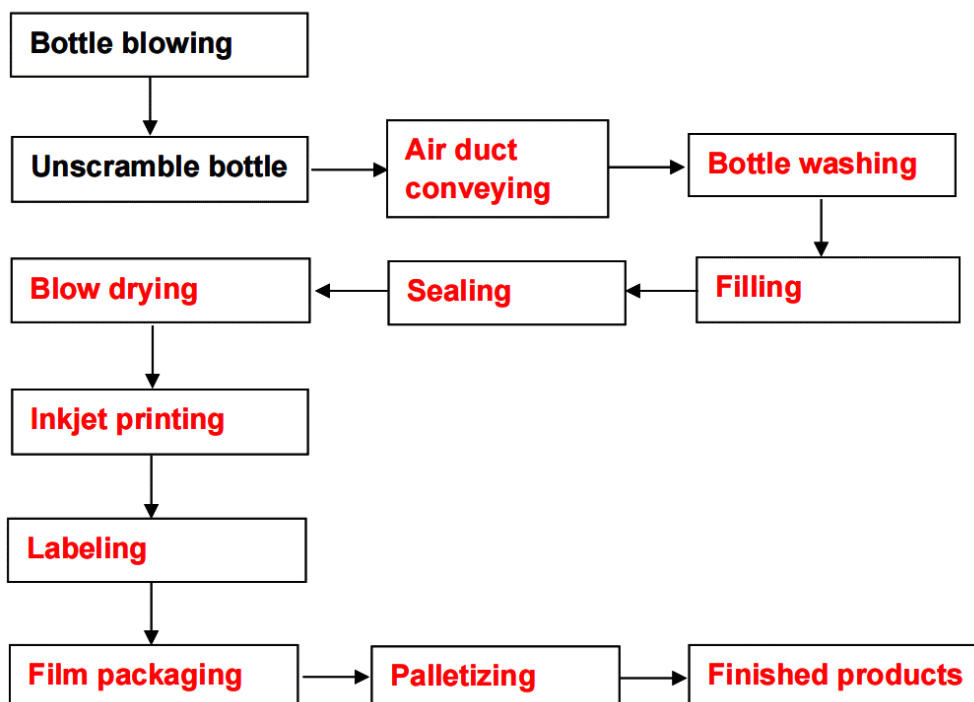 Bottle blowing
Unscramble bottle
Air duct
conveying
Bottle washing
Filling
Sealing
Blow drying
Inkjet printing
Labeling
Film packaging
Palletizing
Finished products